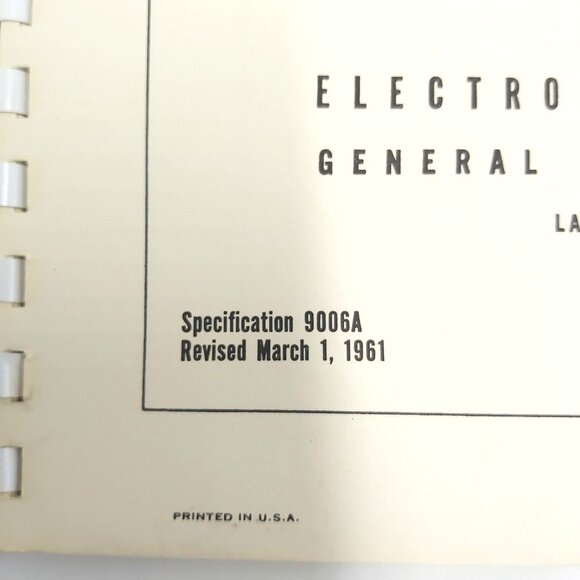 ELECTRO
GENERAL
LA
Specification 9006A
Revised March 1, 1961
PRINTED IN U.S.A.